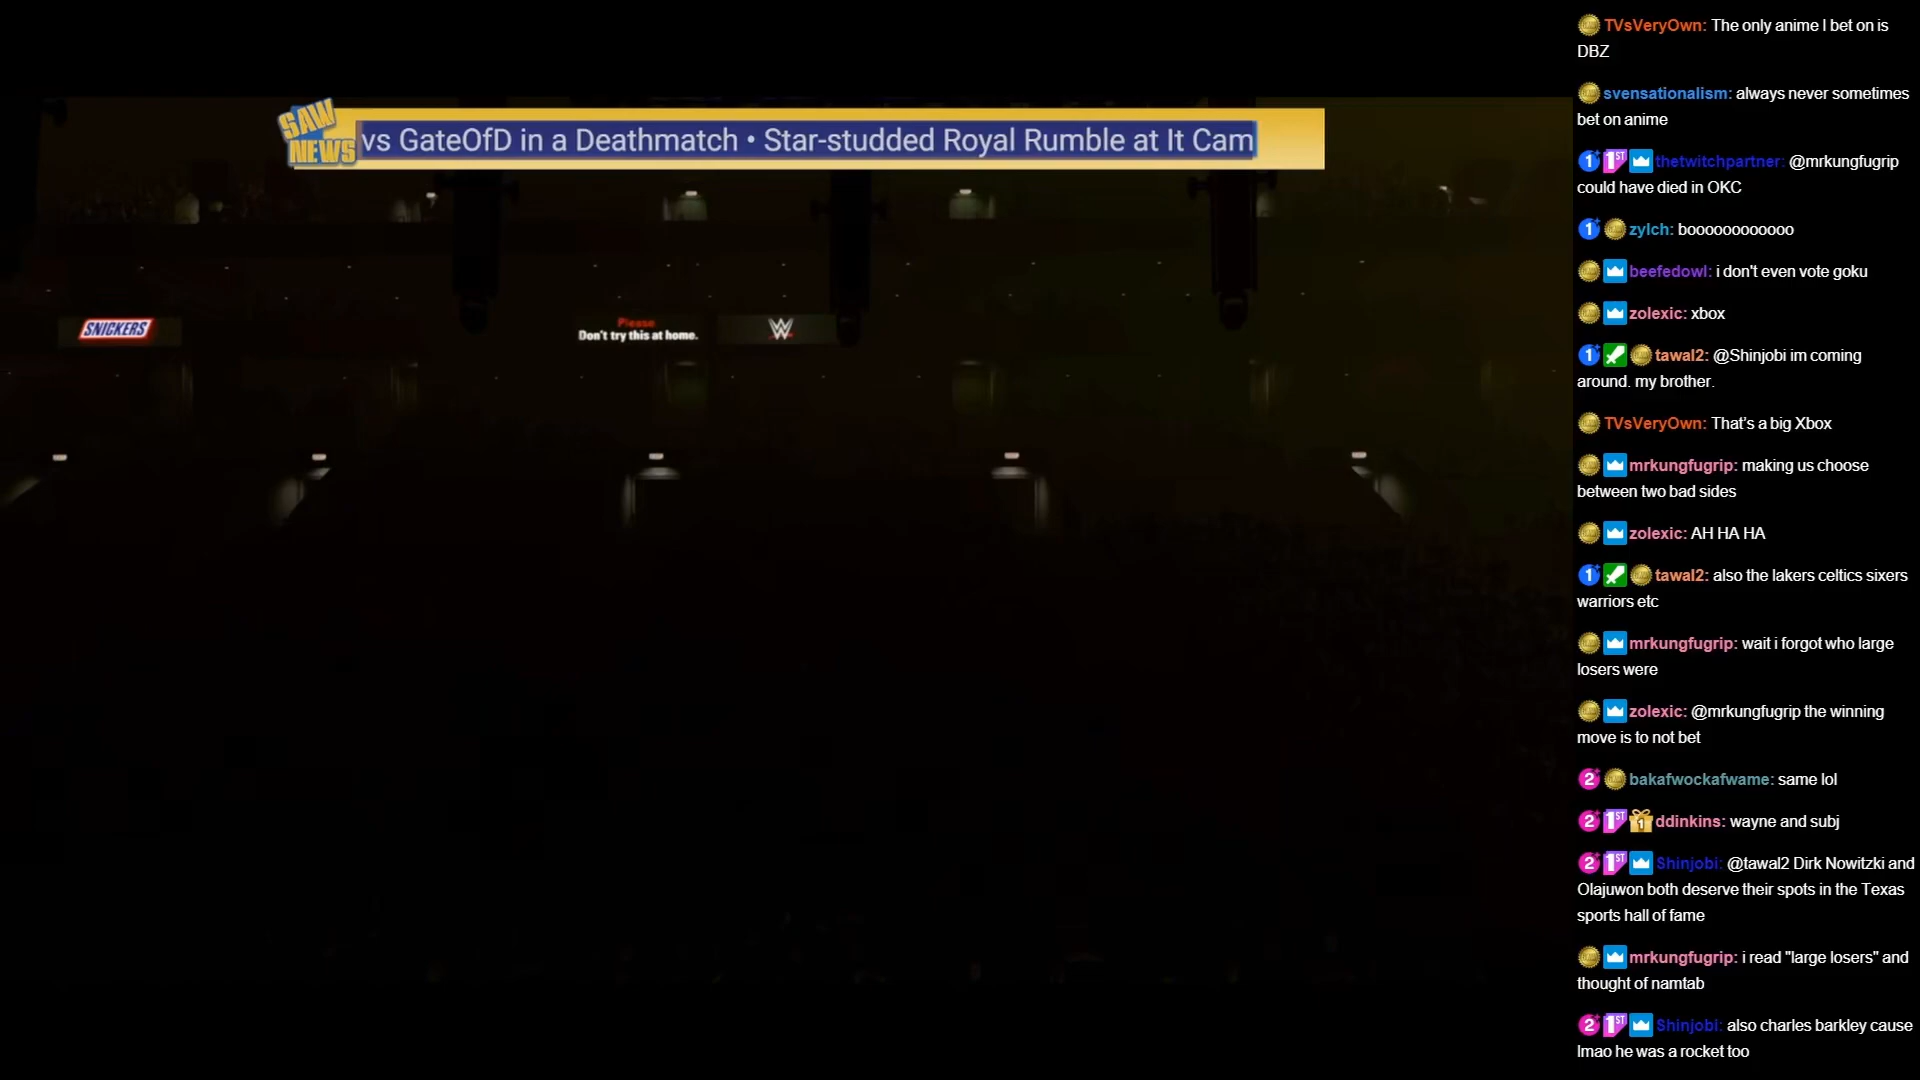 SAW
NEWS
vs GateOfD in a Deathmatch • Star-studded Royal Rumble at It Cam
SNICKERS
Please
Don't try this at home.
W
TVsVeryOwn: The only anime I bet on is
DBZ
svensationalism: always never sometimes
bet on anime
thetwitchpartner: @mrkungfugrip
could have died in OKC
zylch: boooooooooooo
beefedowl: i don't even vote goku
zolexic: xbox
tawal2: @Shinjobi im coming
around. my brother.
TVsVeryOwn: That's a big Xbox
mrkungfugrip: making us choose
between two bad sides
zolexic: AH HA HA
tawal2: also the lakers celtics sixers
warriors etc
mrkungfugrip: wait i forgot who large
losers were
zolexic: @mrkungfugrip the winning
move is to not bet
bakafwockafwame: same lol
ddinkins: wayne and subj
Shinjobi: @tawal2 Dirk Nowitzki and
Olajuwon both deserve their spots in the Texas
sports hall of fame
mrkungfugrip: i read "large losers" and
thought of namtab
Shinjobi: also charles barkley cause
lmao he was a rocket too